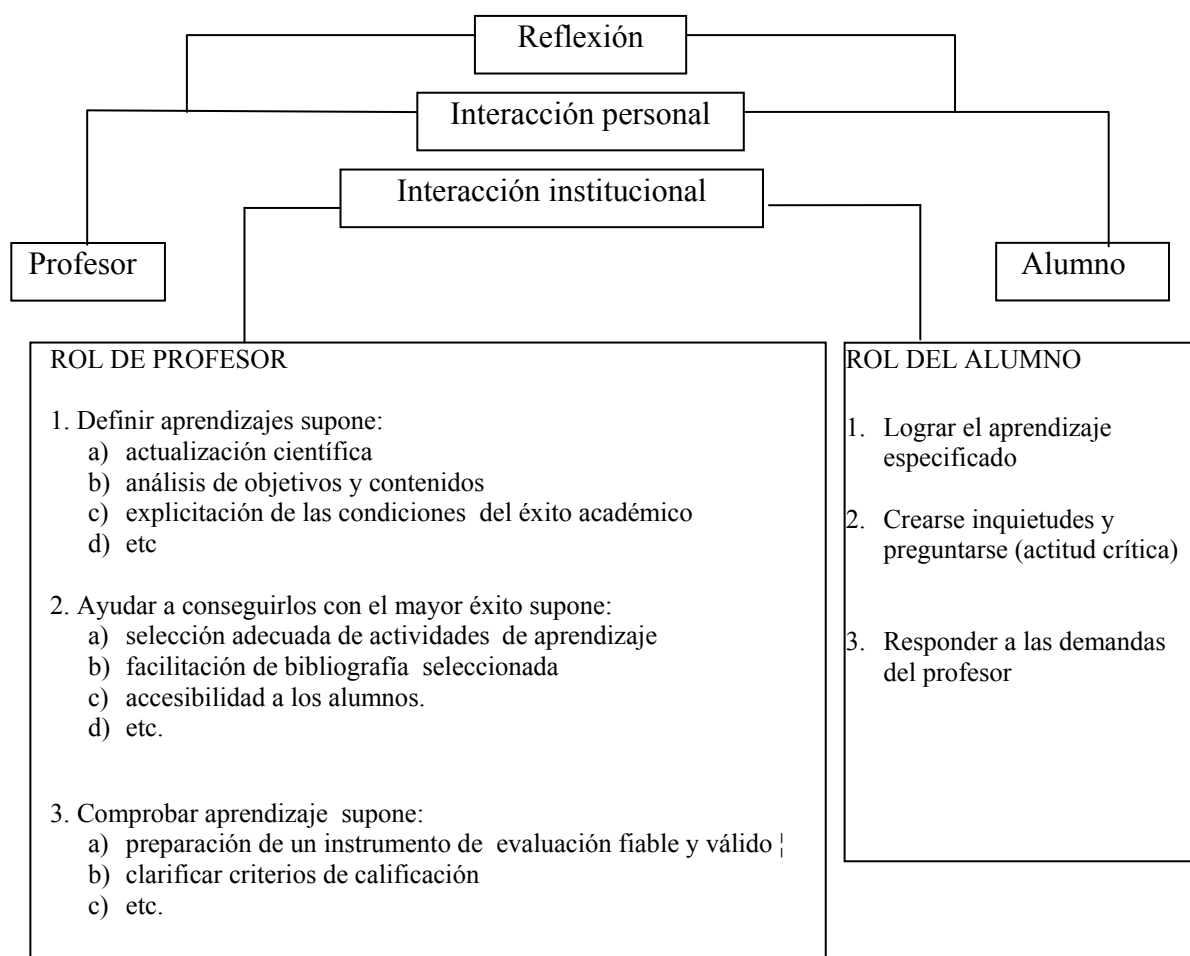 Reflexión
Interacción personal
Interacción institucional
Profesor
Alumno
ROL DE PROFESOR
1. Definir aprendizajes supone:
a) actualización científica
b) análisis de objetivos y contenidos
c) explicitación de las condiciones del éxito académico
d) etc
2. Ayudar a conseguirlos con el mayor éxito supone:
a) selección adecuada de actividades de aprendizaje
b) facilitación de bibliografía seleccionada
c) accesibilidad a los alumnos.
d) etc.
3. Comprobar aprendizaje supone:
a) preparación de un instrumento de evaluación fiable y válido ¦
b) clarificar criterios de calificación
c) etc.
ROL DEL ALUMNO
1. Lograr el aprendizaje
especificado
2. Crearse inquietudes y
preguntarse (actitud crítica)
3. Responder a las demandas
del profesor